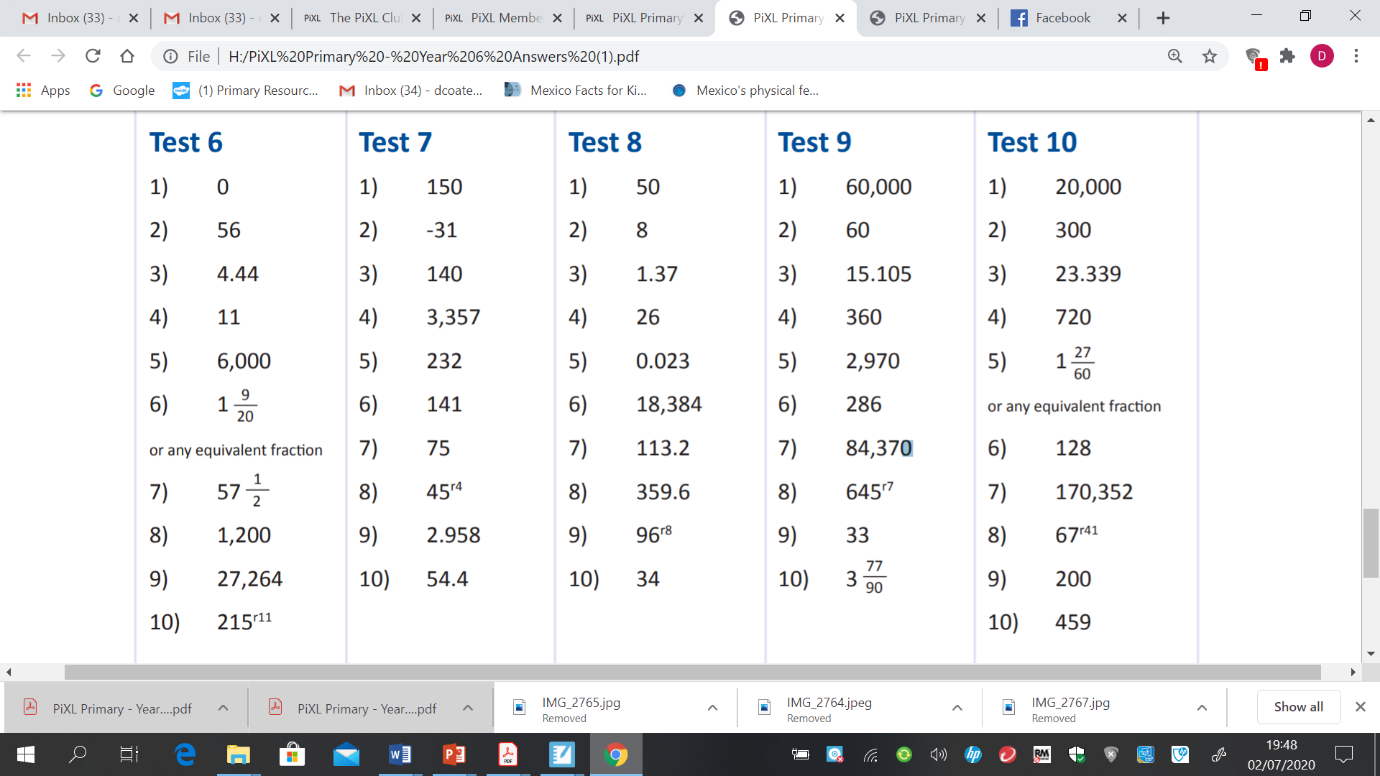 Inbox (33) -
Inbox (33) -
PiXL The PiXL Clu
PiXL PiXL Membe
PiXL PiXL Primary
PiXL Primary
PiXL Primary
Facebook
File H:/PiXL%20Primary%20-%20Year%206%20Answers%20(1).pdf
D
Apps Google (1) Primary Resourc... Inbox (34) - dcoate... Mexico Facts for Ki... Mexico's physical fe...
Test 6
1) 0
2) 56
3) 4.44
4) 11
5) 6,000
6) 1 9/20
or any equivalent fraction
7) 57 1/2
8) 1,200
9) 27,264
10) 215r11
Test 7
1) 150
2) -31
3) 140
4) 3,357
5) 232
6) 141
7) 75
8) 45r4
9) 2.958
10) 54.4
Test 8
1) 50
2) 8
3) 1.37
4) 26
5) 0.023
6) 18,384
7) 113.2
8) 359.6
9) 96r8
10) 34
Test 9
1) 60,000
2) 60
3) 15.105
4) 360
5) 2,970
6) 286
7) 84,370
8) 645r7
9) 33
10) 3 77/90
Test 10
1) 20,000
2) 300
3) 23.339
4) 720
5) 1 27/60
or any equivalent fraction
6) 128
7) 170,352
8) 67r41
9) 200
10) 459
PiXL Primary - Year....pdf
PiXL Primary - Year....pdf
IMG_2765.jpg
Removed
IMG_2764.jpeg
Removed
IMG_2767.jpg
Removed
Show all
19:48
02/07/2020